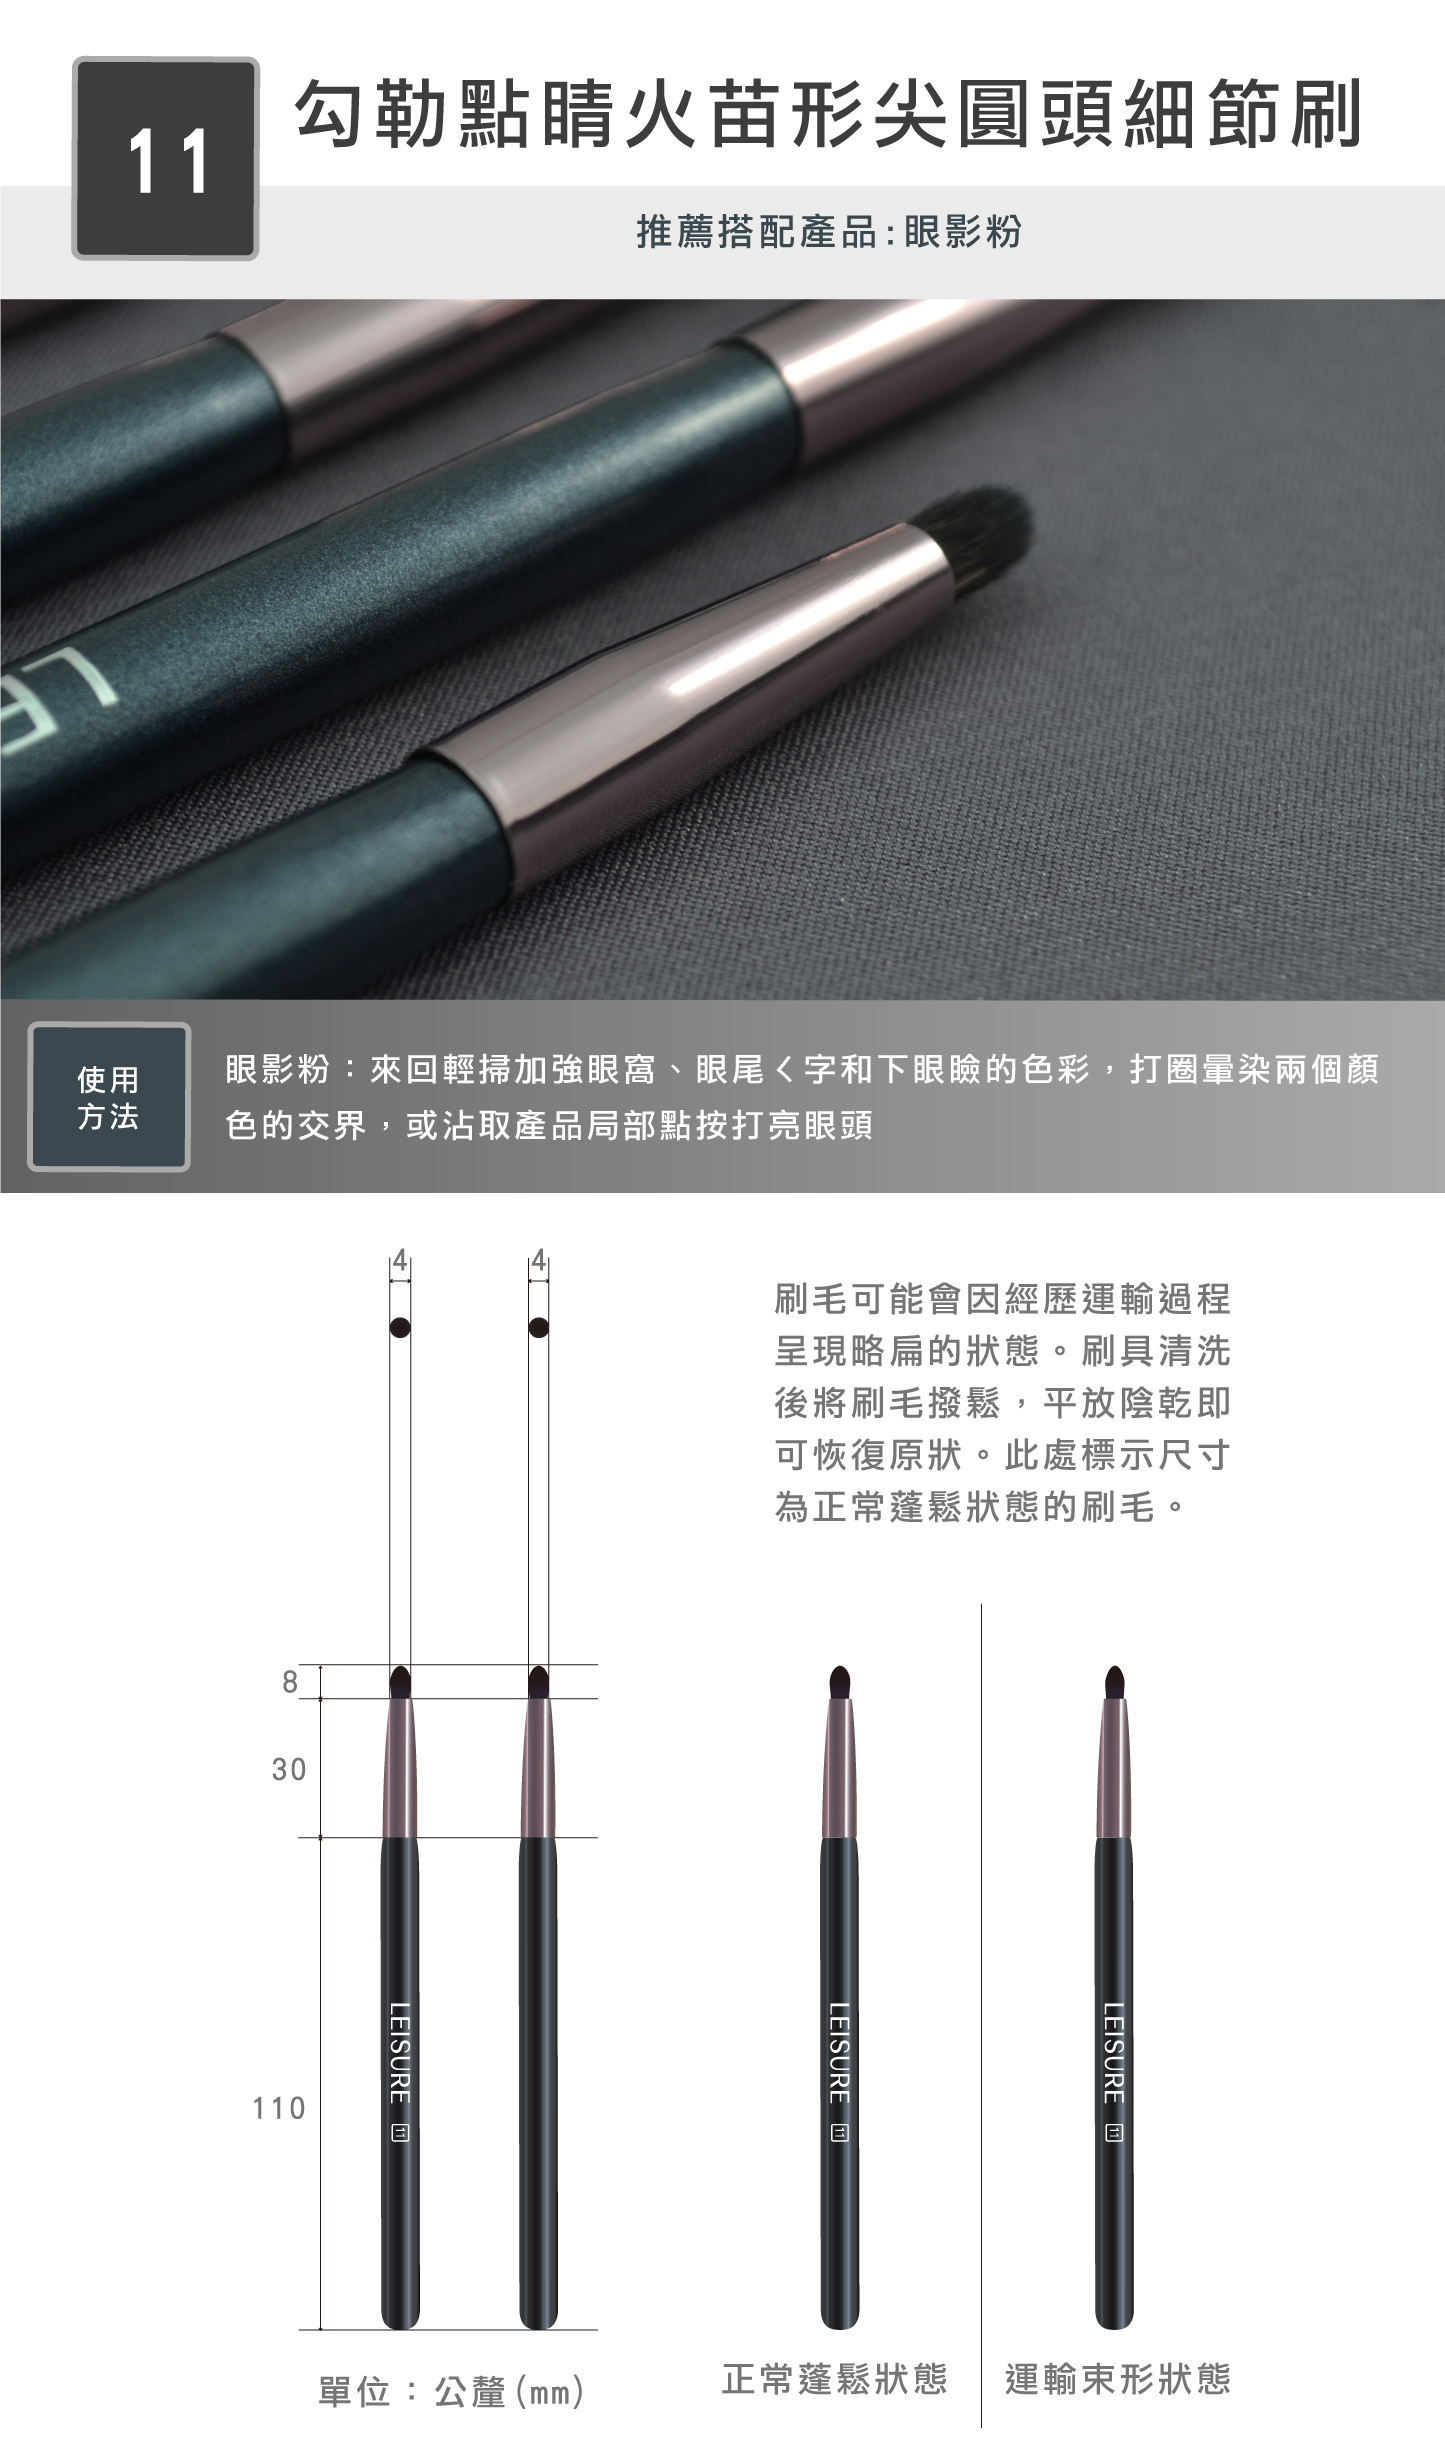 11
勾勒點睛火苗形尖圓頭細節刷
推薦搭配產品:眼影粉
LE
使用
方法
眼影粉：來回輕掃加強眼窩、眼尾ㄑ字和下眼瞼的色彩，打圈暈染兩個顏
色的交界，或沾取產品局部點按打亮眼頭
4
4
刷毛可能會因經歷運輸過程
呈現略扁的狀態。刷具清洗
後將刷毛撥鬆，平放陰乾即
可恢復原狀。此處標示尺寸
為正常蓬鬆狀態的刷毛。
8
30
110
LEISURE 11
LEISURE 11
LEISURE 11
單位：公釐(mm)
正常蓬鬆狀態
運輸束形狀態